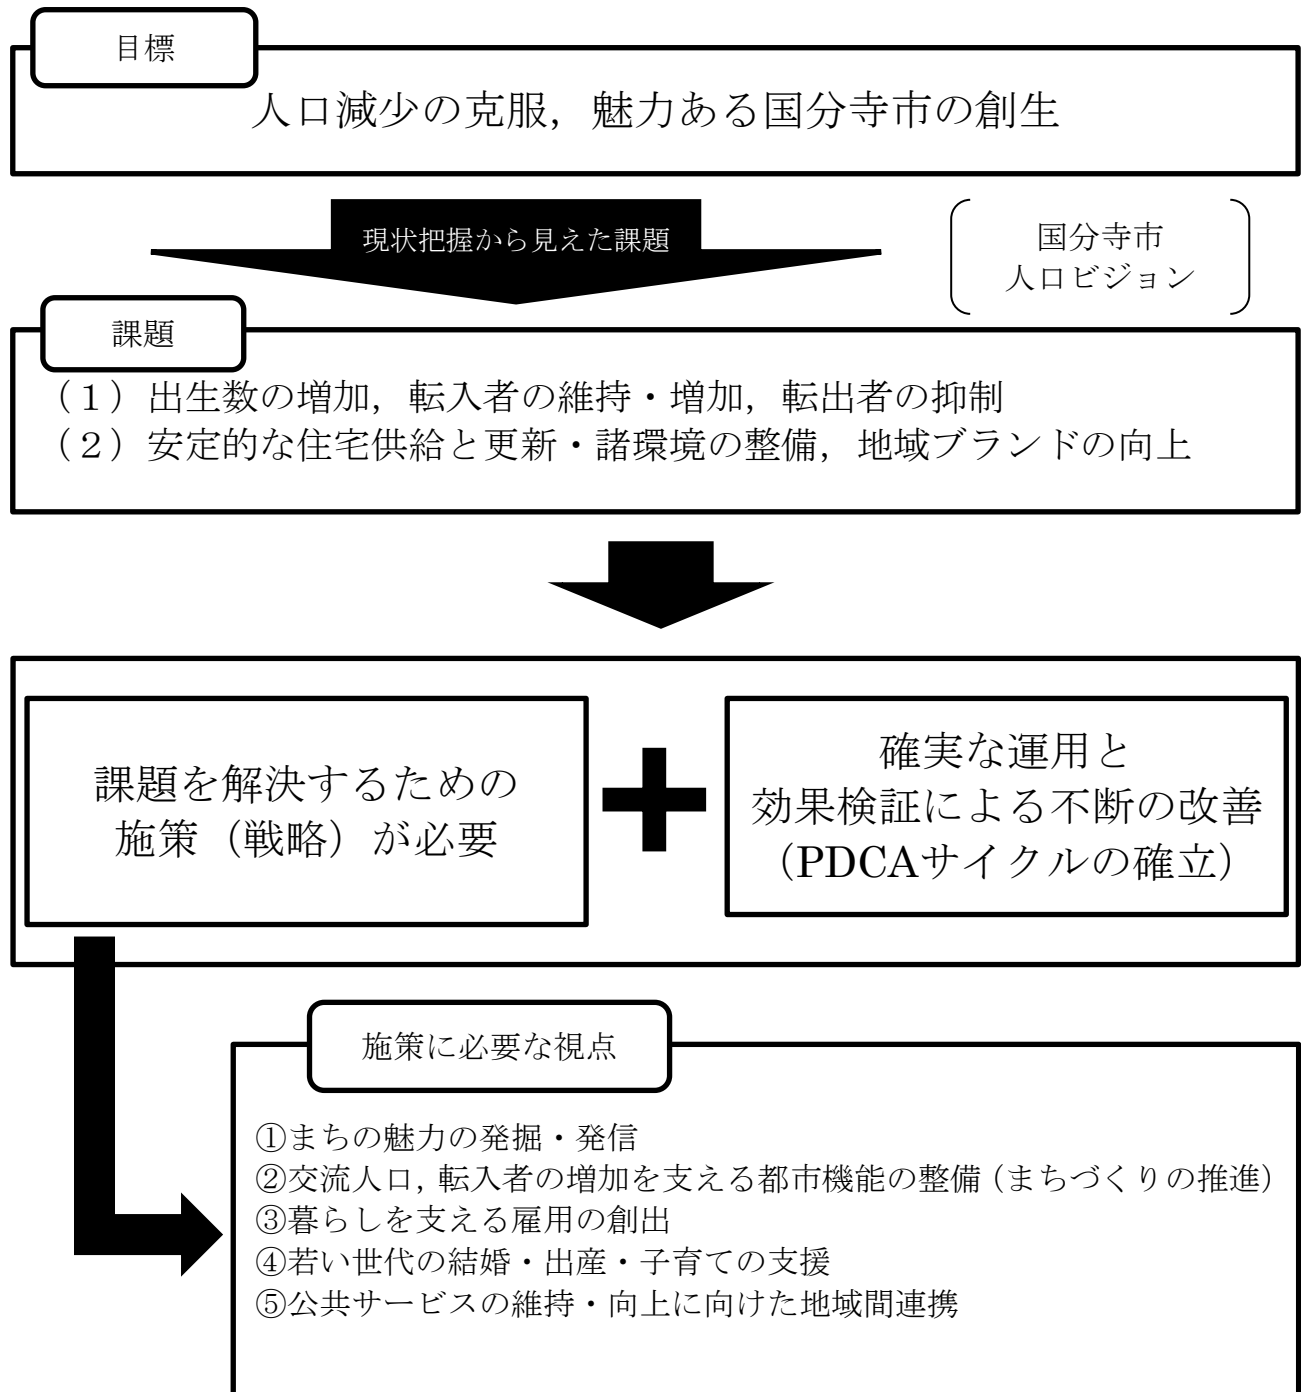 目標
人口減少の克服，魅力ある国分寺市の創生
現状把握から見えた課題
国分寺市
人口ビジョン
課題
（１）出生数の増加，転入者の維持・増加，転出者の抑制
（２）安定的な住宅供給と更新・諸環境の整備，地域ブランドの向上
課題を解決するための
施策（戦略）が必要
確実な運用と
効果検証による不断の改善
（PDCAサイクルの確立）
施策に必要な視点
①まちの魅力の発掘・発信
②交流人口，転入者の増加を支える都市機能の整備（まちづくりの推進）
③暮らしを支える雇用の創出
④若い世代の結婚・出産・子育ての支援
⑤公共サービスの維持・向上に向けた地域間連携